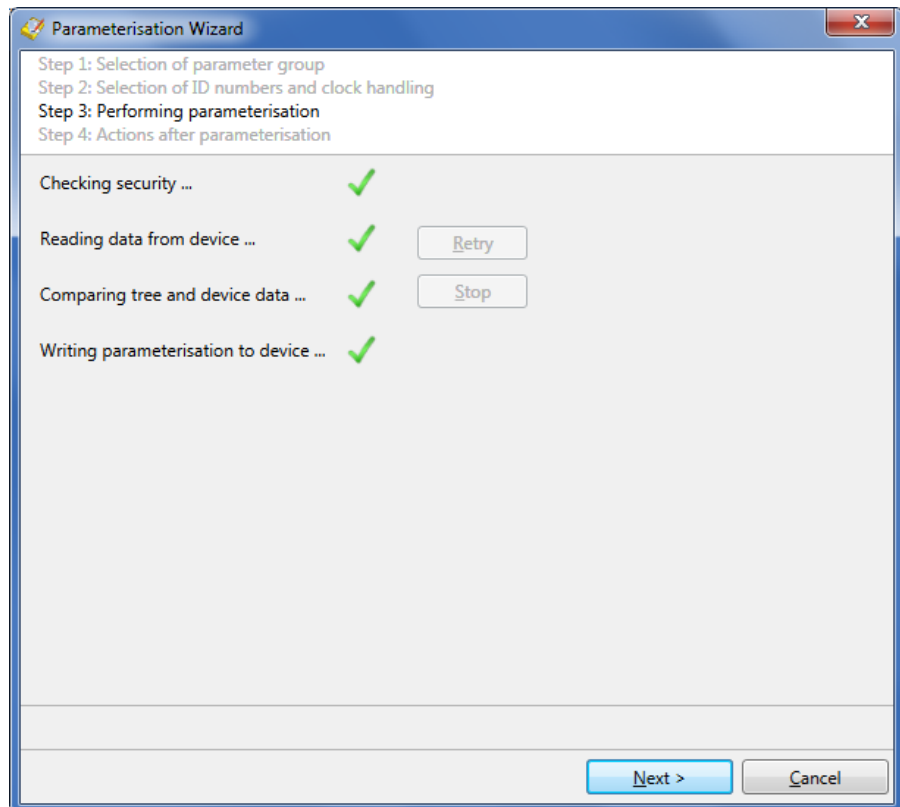 Parameterisation Wizard
Step 1: Selection of parameter group
Step 2: Selection of ID numbers and clock handling
Step 3: Performing parameterisation
Step 4: Actions after parameterisation
Checking security ...
Reading data from device ...
Retry
Comparing tree and device data ...
Stop
Writing parameterisation to device ...
Next >
Cancel